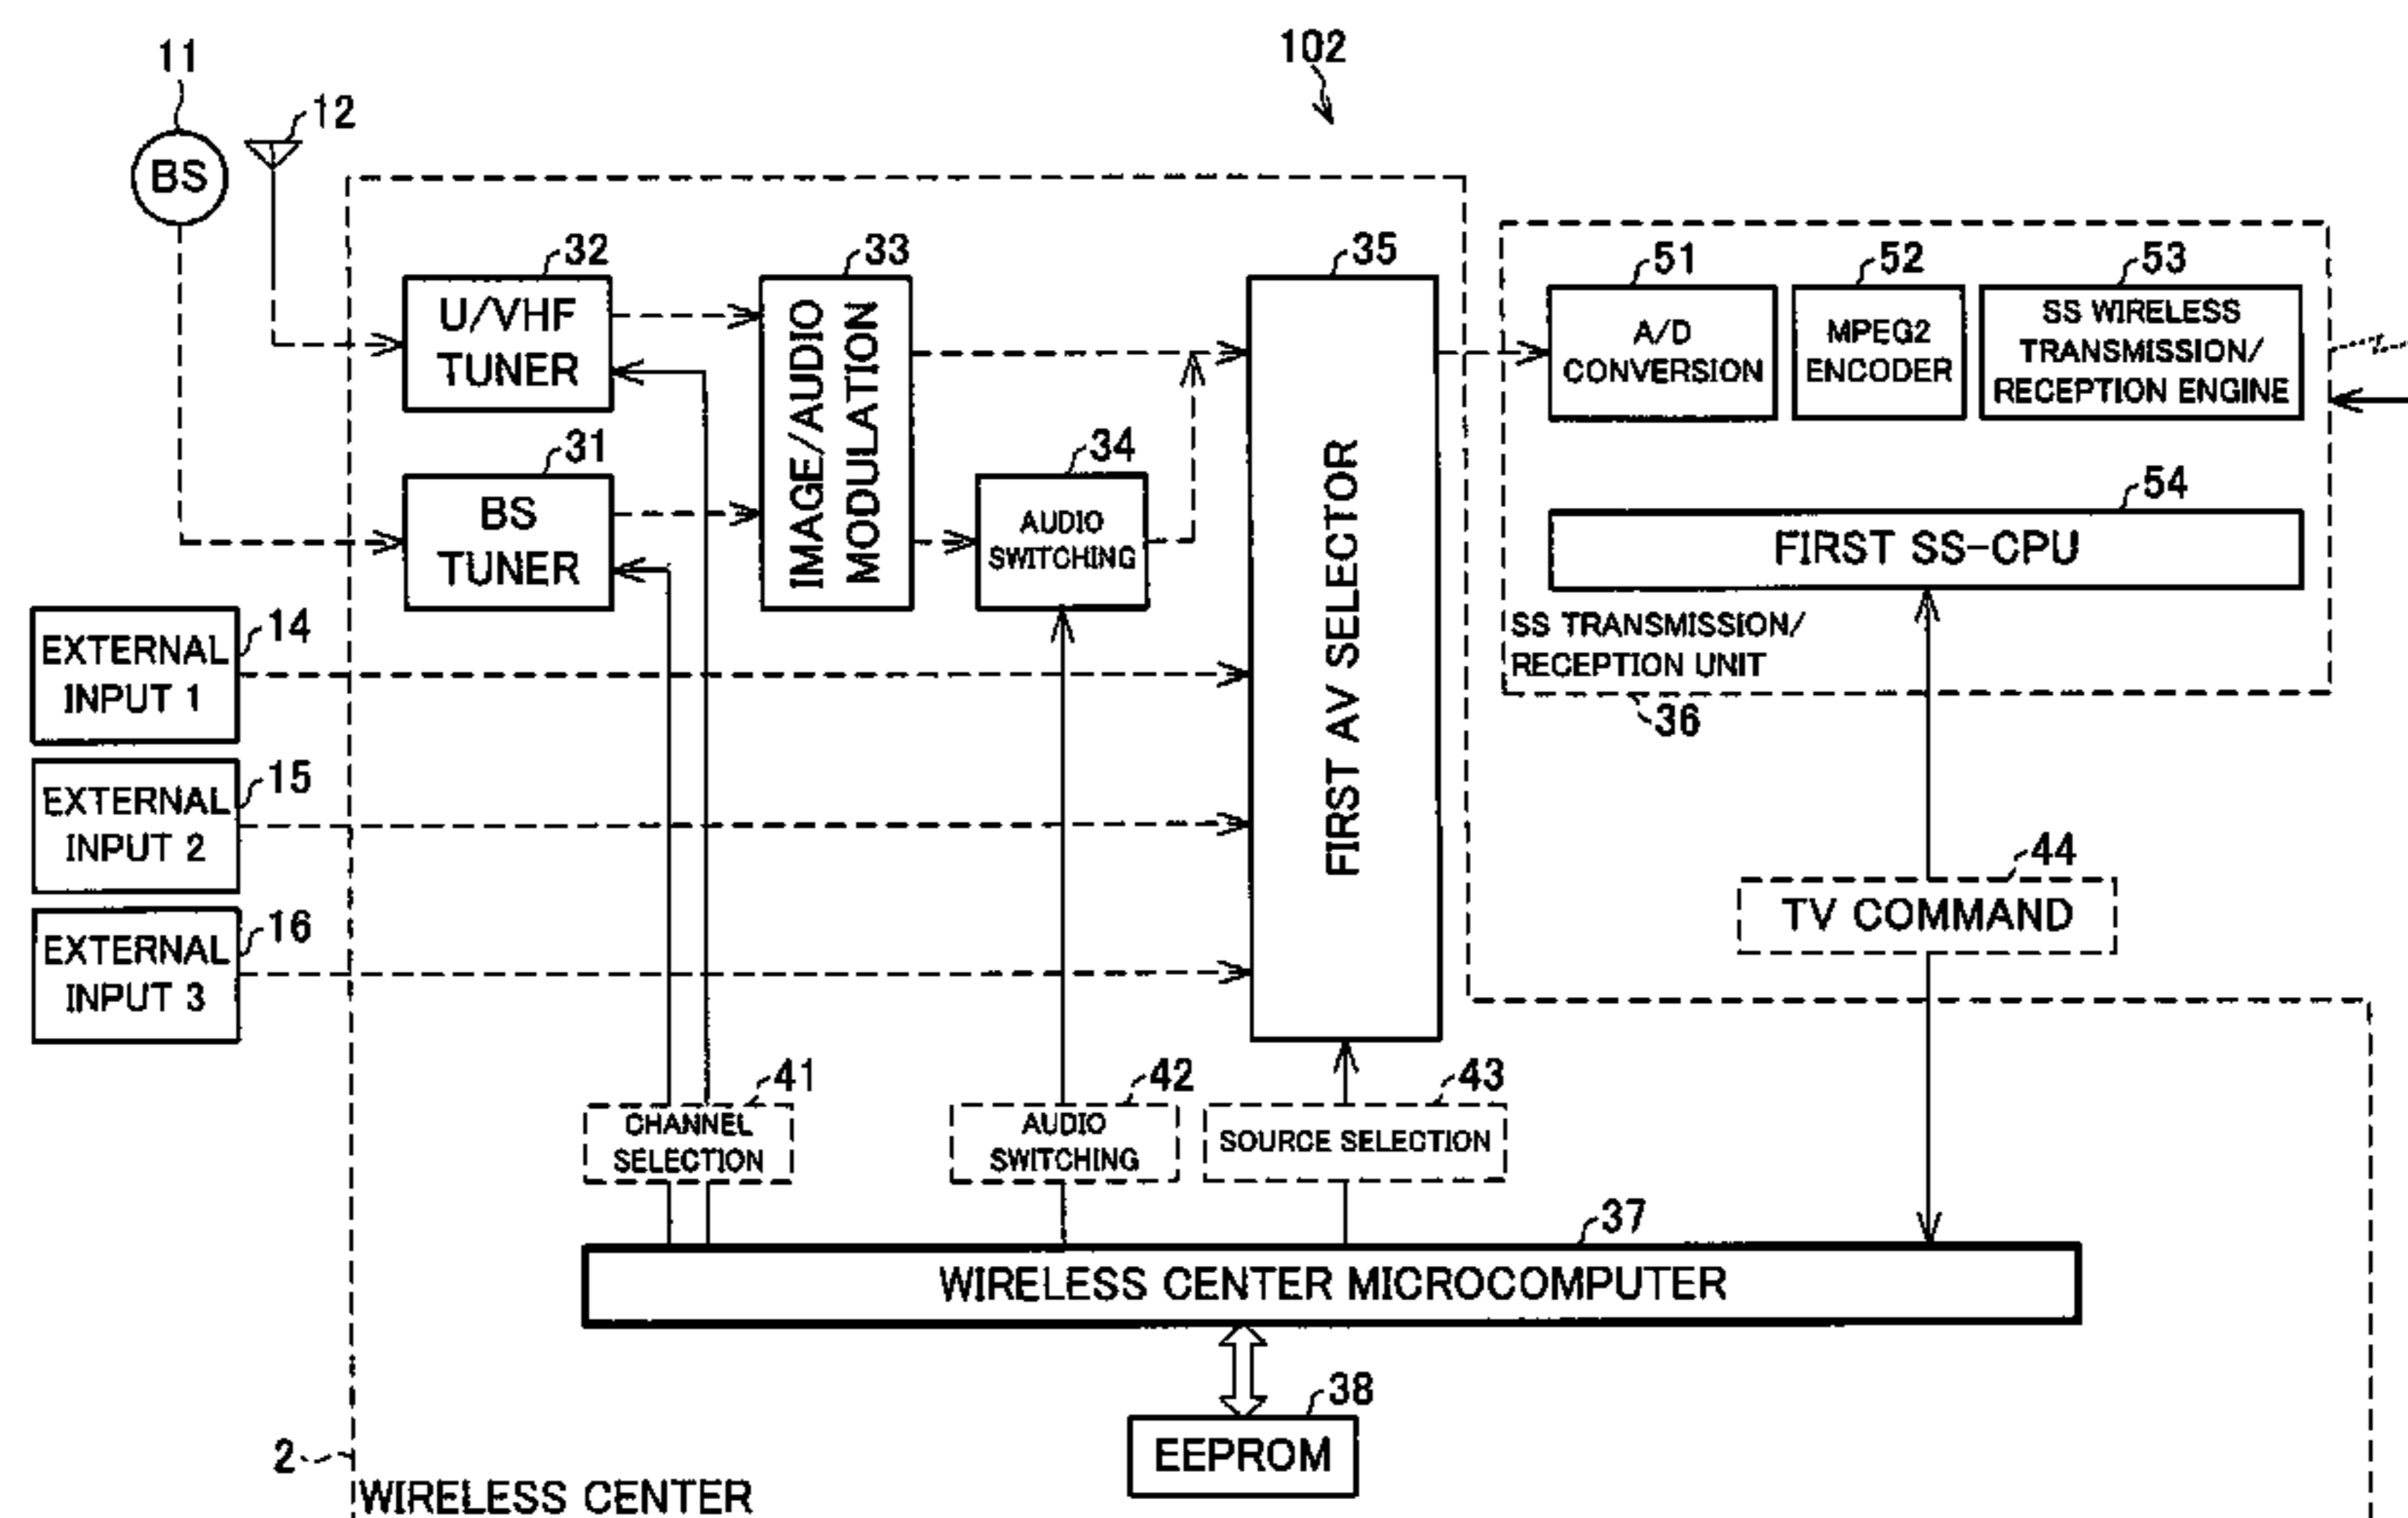 102
11
12
BS
32
33
35
51
52
53
U/VHF
TUNER
IMAGE/AUDIO
MODULATION
A/D
CONVERSION
MPEG2
ENCODER
SS WIRELESS
TRANSMISSION/
RECEPTION ENGINE
31
34
54
BS
TUNER
AUDIO
SWITCHING
FIRST AV SELECTOR
FIRST SS-CPU
SS TRANSMISSION/
RECEPTION UNIT
36
14
EXTERNAL
INPUT 1
15
EXTERNAL
INPUT 2
16
EXTERNAL
INPUT 3
44
TV COMMAND
41
CHANNEL
SELECTION
42
AUDIO
SWITCHING
43
SOURCE SELECTION
37
WIRELESS CENTER MICROCOMPUTER
38
EEPROM
2
WIRELESS CENTER